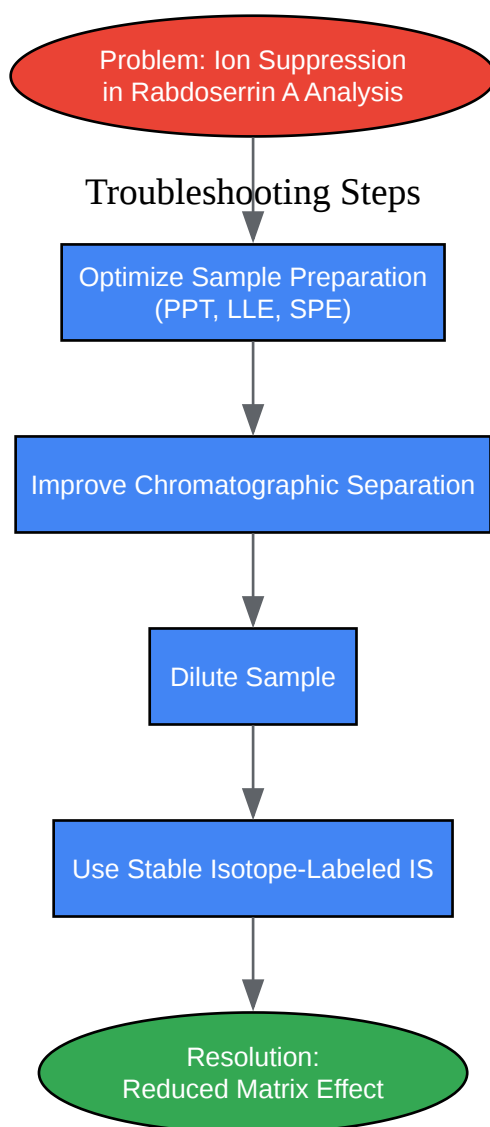 Problem: Ion Suppression
in Rabdoserrin A Analysis
Troubleshooting Steps
Optimize Sample Preparation
(PPT, LLE, SPE)
Improve Chromatographic Separation
Dilute Sample
Use Stable Isotope-Labeled IS
Resolution:
Reduced Matrix Effect